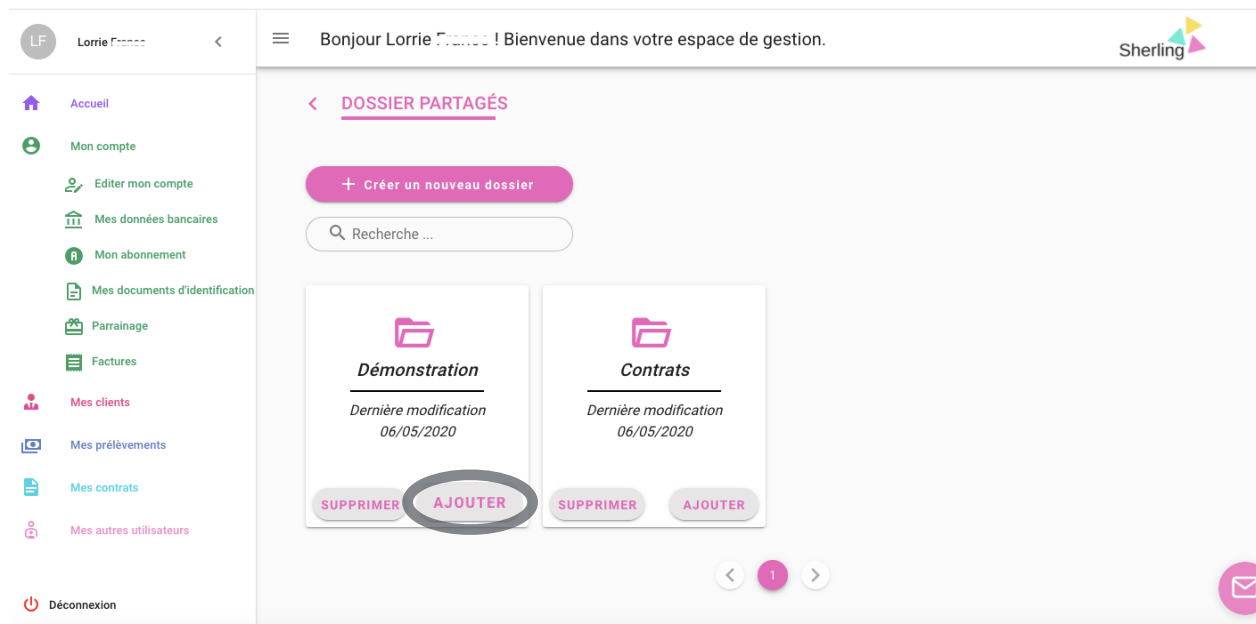 LF
Lorrie
Bonjour Lorrie ! Bienvenue dans votre espace de gestion.
Sherling
Accueil
Mon compte
Editer mon compte
Mes données bancaires
Mon abonnement
Mes documents d'identification
Parrainage
Factures
Mes clients
Mes prélèvements
Mes contrats
Mes autres utilisateurs
Déconnexion
DOSSIER PARTAGÉS
+ Créer un nouveau dossier
Recherche ...
Démonstration
Dernière modification
06/05/2020
SUPPRIMER AJOUTER
Contrats
Dernière modification
06/05/2020
SUPPRIMER AJOUTER
1